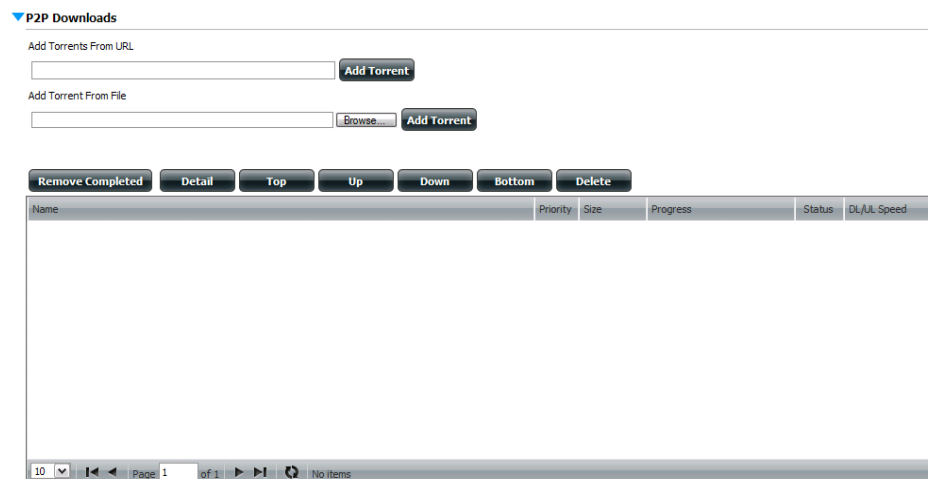 P2P Downloads
Add Torrents From URL
Add Torrent
Add Torrent From File
Browse... Add Torrent
Remove Completed Detail Top Up Down Bottom Delete
Name Priority Size Progress Status DL/UL Speed
10 Page 1 of 1 No items